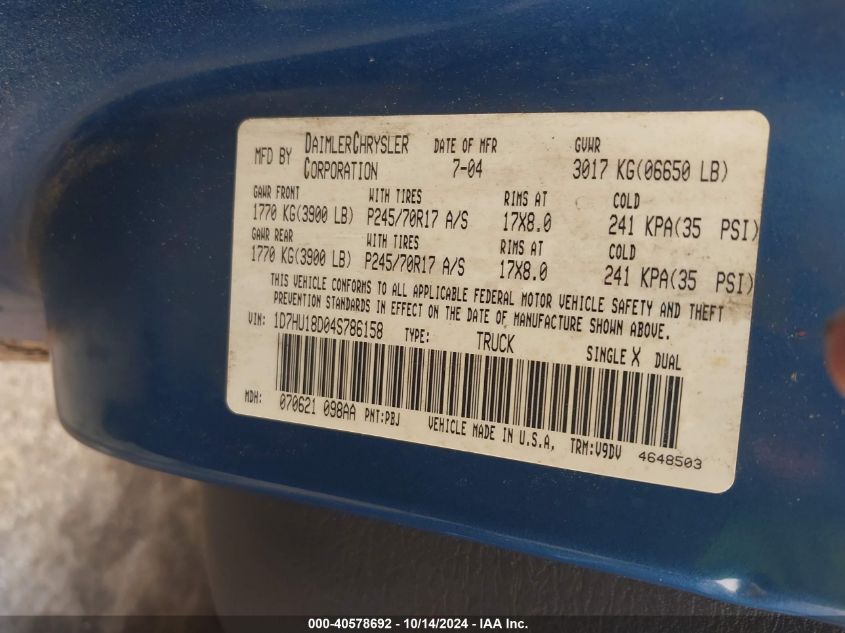 MFD BY DAIMLERCHRYSLER CORPORATION DATE OF MFR 7-04 GVWR 3017 KG(06650 LB)
GAWR FRONT WITH TIRES RIMS AT COLD
1770 KG(3900 LB) P245/70R17 A/S 17X8.0 241 KPA(35 PSI)
GAWR REAR WITH TIRES RIMS AT COLD
1770 KG(3900 LB) P245/70R17 A/S 17X8.0 241 KPA(35 PSI)
THIS VEHICLE CONFORMS TO ALL APPLICABLE FEDERAL MOTOR VEHICLE SAFETY AND THEFT
PREVENTION STANDARDS IN EFFECT ON THE DATE OF MANUFACTURE SHOWN ABOVE.
VIN: 1D7HU18D04S786158 TYPE: TRUCK SINGLE X DUAL
MDH: 070621 098AA PNT:PBJ VEHICLE MADE IN U.S.A. TRM:V9DV 4648503
000-40578692 - 10/14/2024 - IAA Inc.